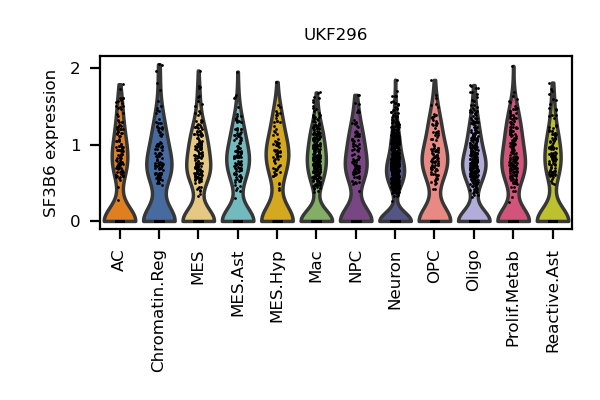 UKF296
SF3B6 expression
2
1
0
AC
Chromatin.Reg
MES
MES.Ast
MES.Hyp
Mac
NPC
Neuron
OPC
Oligo
Prolif.Metab
Reactive.Ast